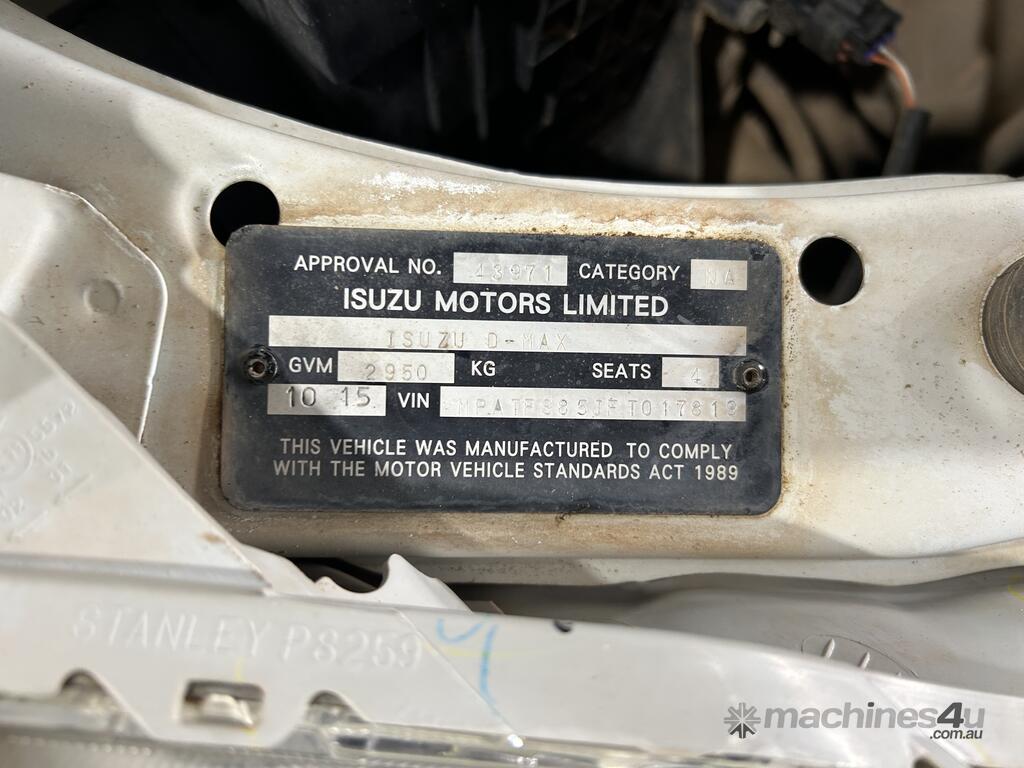 APPROVAL NO. 43971 CATEGORY NA
ISUZU MOTORS LIMITED
ISUZU D-MAX
GVM 2950 KG SEATS 4
10 15 VIN MPATFS85JFT017813
THIS VEHICLE WAS MANUFACTURED TO COMPLY
WITH THE MOTOR VEHICLE STANDARDS ACT 1989
STANLEY P8259
machines4u
.com.au